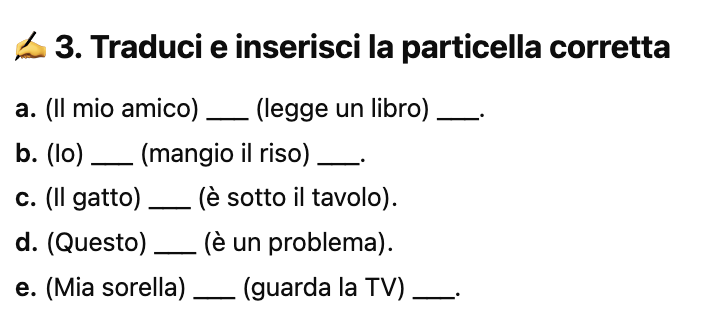 ✍️ 3. Traduci e inserisci la particella corretta
a. (Il mio amico) ___ (legge un libro) ___.
b. (Io) ___ (mangio il riso) ___.
c. (Il gatto) ___ (è sotto il tavolo).
d. (Questo) ___ (è un problema).
e. (Mia sorella) ___ (guarda la TV) ___.